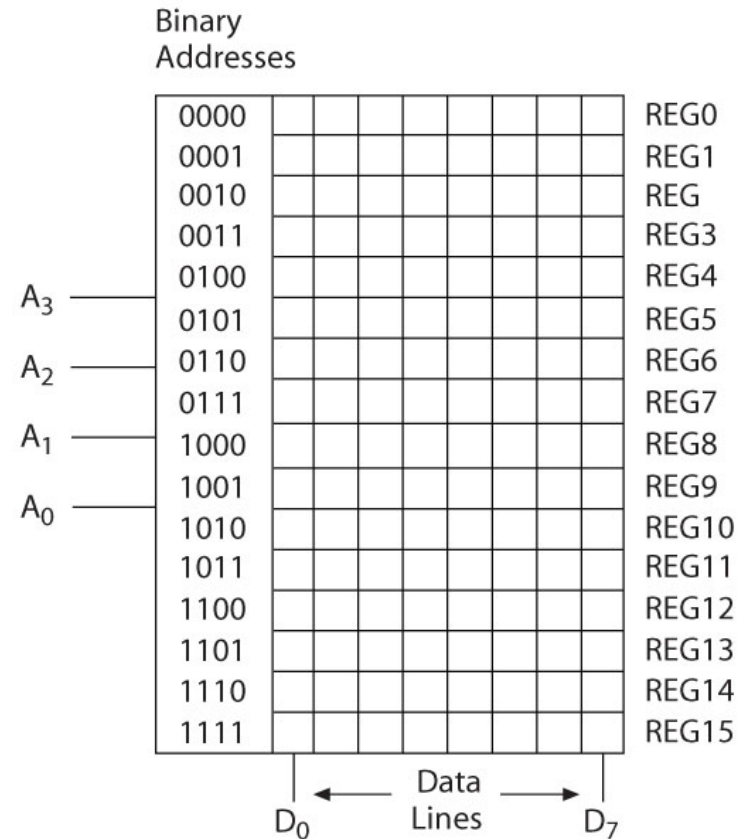 Binary
Addresses
0000 REG0
0001 REG1
0010 REG
0011 REG3
0100 REG4
A₃
0101 REG5
0110 REG6
A₂
0111 REG7
A₁
1000 REG8
1001 REG9
A₀
1010 REG10
1011 REG11
1100 REG12
1101 REG13
1110 REG14
1111 REG15
Data
Lines
D₀ D₇